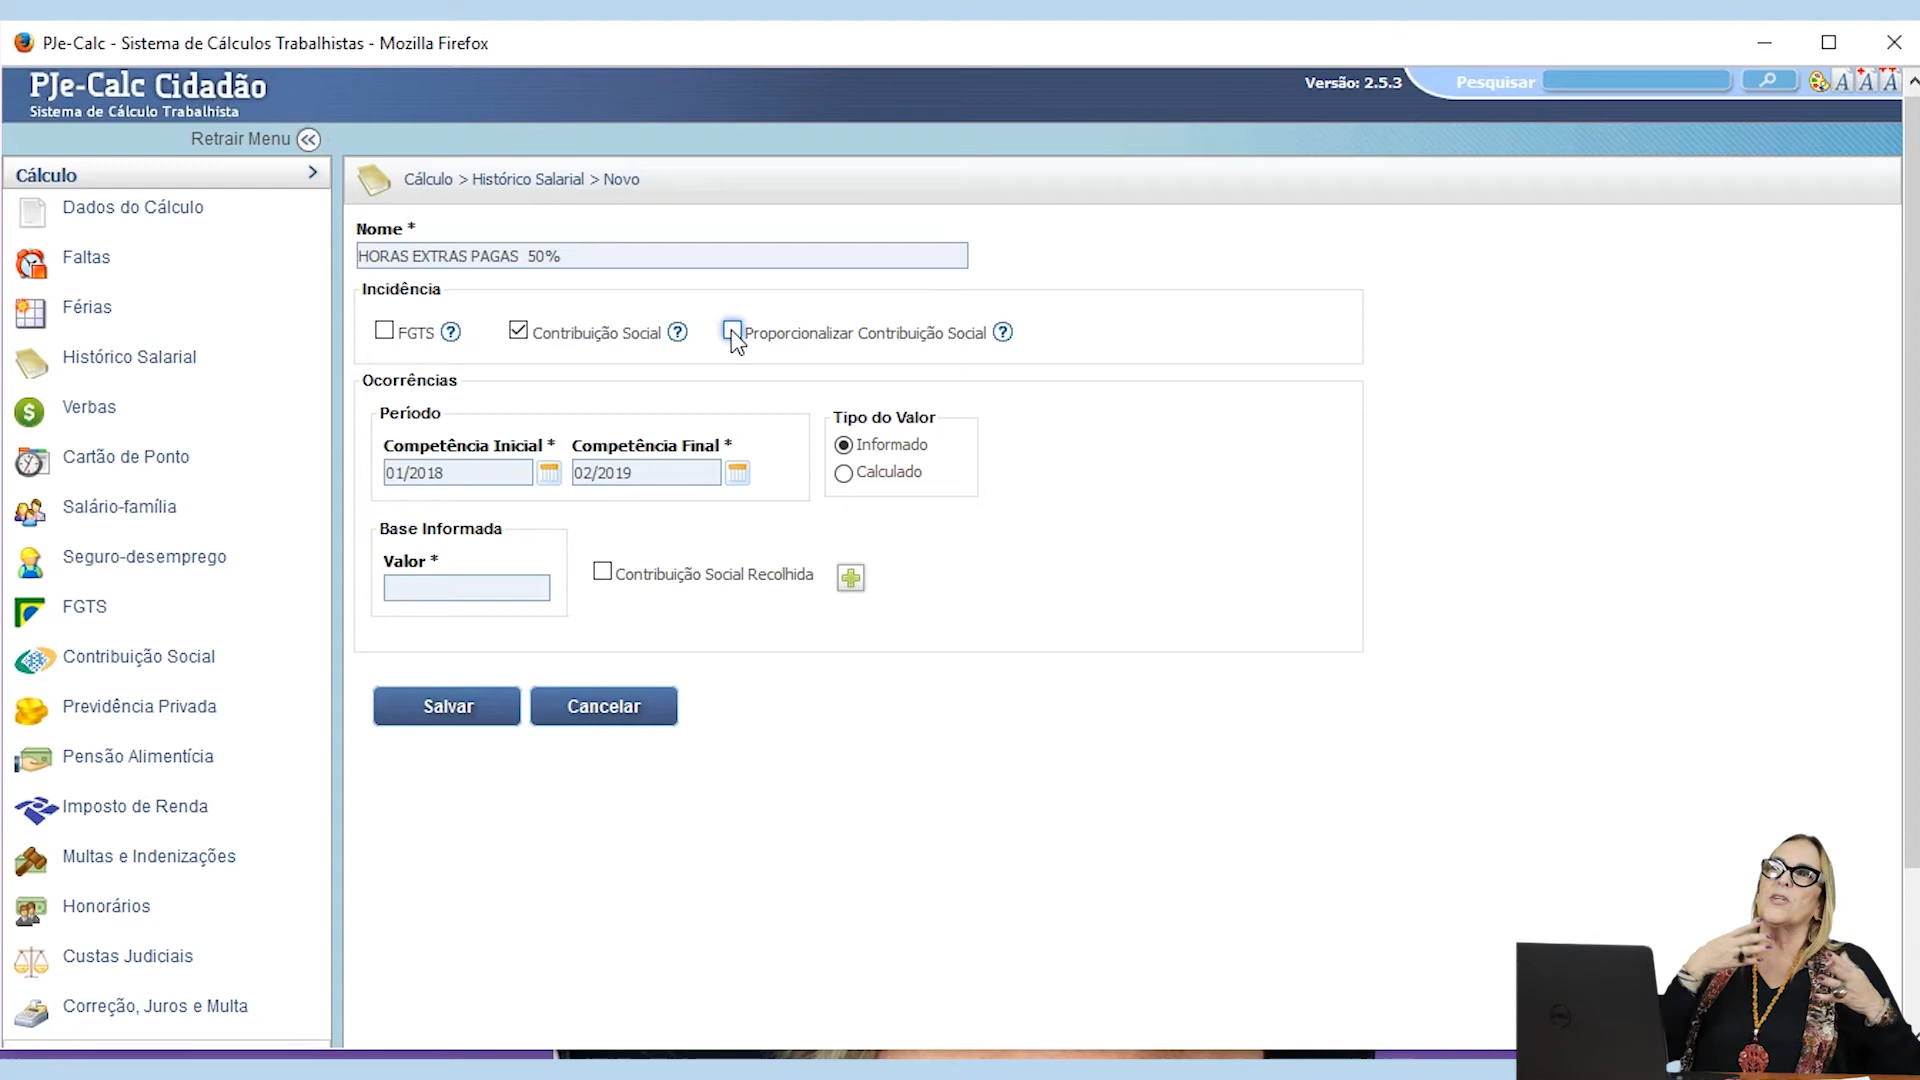 PJe-Calc - Sistema de Cálculos Trabalhistas - Mozilla Firefox
PJe-Calc Cidadão
Sistema de Cálculo Trabalhista
Versão: 2.5.3
Pesquisar
A A A
Retrair Menu
Cálculo
Dados do Cálculo
Faltas
Férias
Histórico Salarial
Verbas
Cartão de Ponto
Salário-família
Seguro-desemprego
FGTS
Contribuição Social
Previdência Privada
Pensão Alimentícia
Imposto de Renda
Multas e Indenizações
Honorários
Custas Judiciais
Correção, Juros e Multa
Cálculo > Histórico Salarial > Novo
Nome *
HORAS EXTRAS PAGAS 50%
Incidência
FGTS ? Contribuição Social ? Proporcionalizar Contribuição Social ?
Ocorrências
Período
Competência Inicial * Competência Final *
01/2018 02/2019
Tipo do Valor
Informado
Calculado
Base Informada
Valor *
Contribuição Social Recolhida
Salvar Cancelar